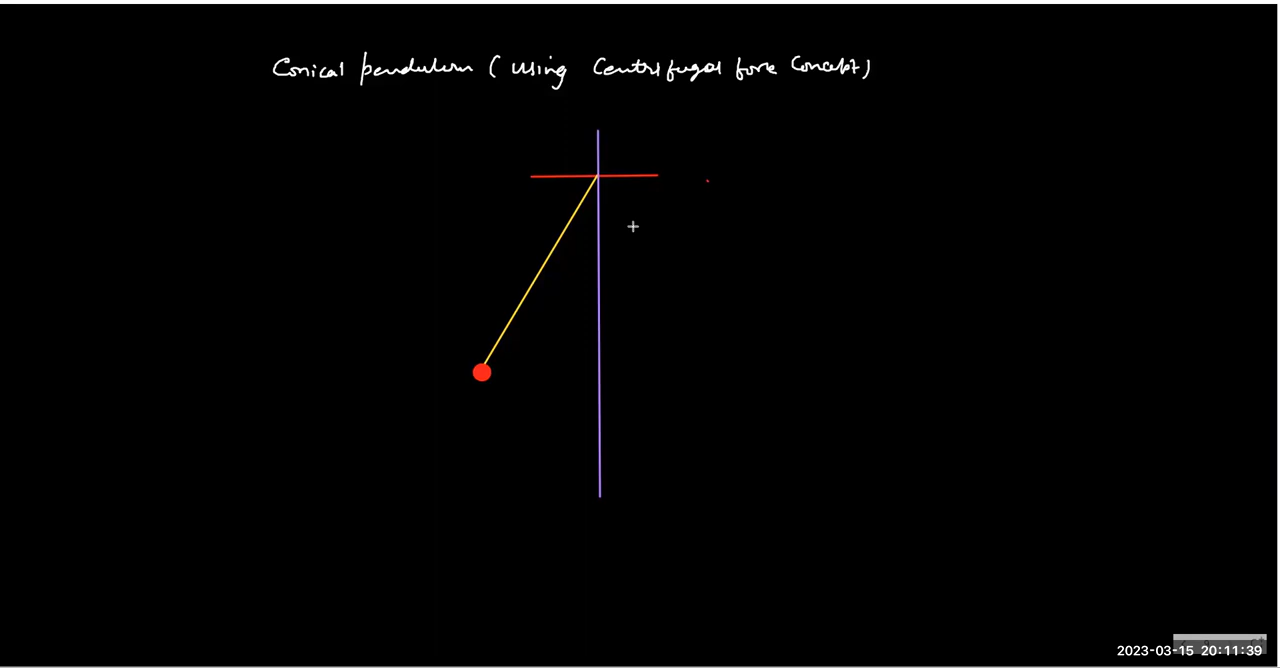 Conical pendulum ( using Centrifugal force Concept)
2023-03-15 20:11:39